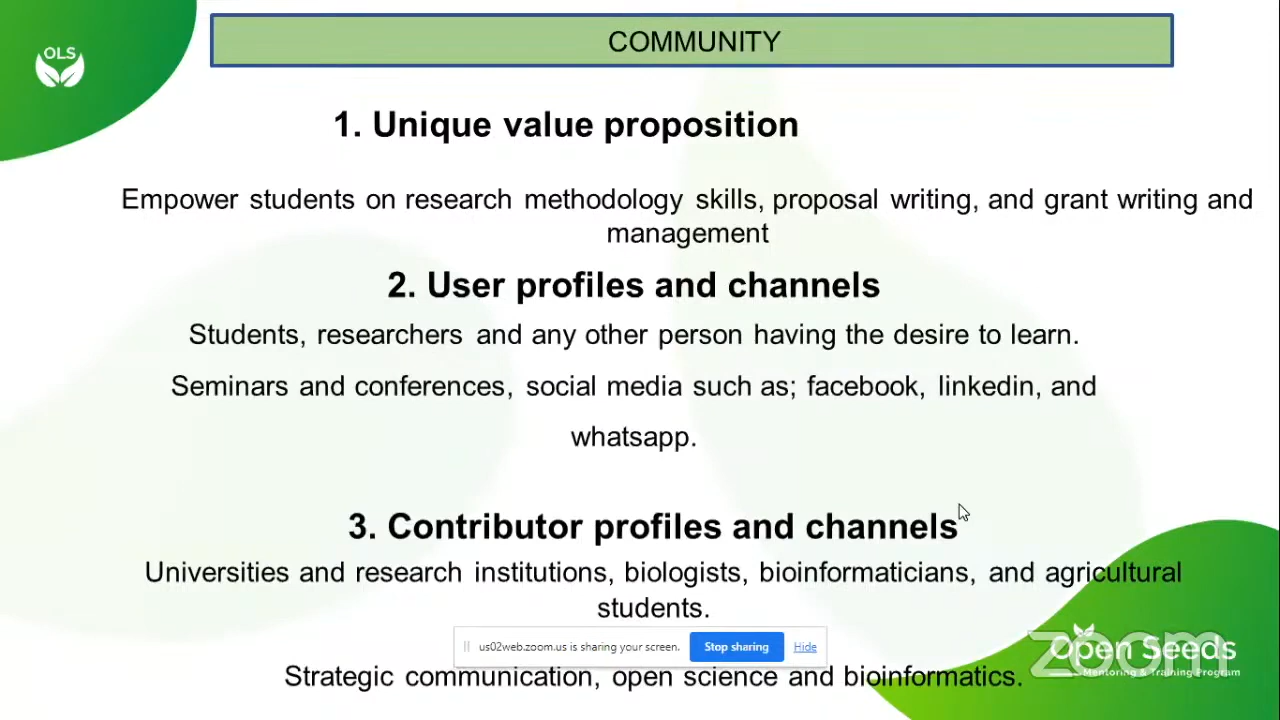 OLS
COMMUNITY
1. Unique value proposition
Empower students on research methodology skills, proposal writing, and grant writing and
management
2. User profiles and channels
Students, researchers and any other person having the desire to learn.
Seminars and conferences, social media such as; facebook, linkedin, and
whatsapp.
3. Contributor profiles and channels
Universities and research institutions, biologists, bioinformaticians, and agricultural
students.
us02web.zoom.us is sharing your screen. Stop sharing Hide
Open Seeds
zoom
Mentoring & Training Program
Strategic communication, open science and bioinformatics.